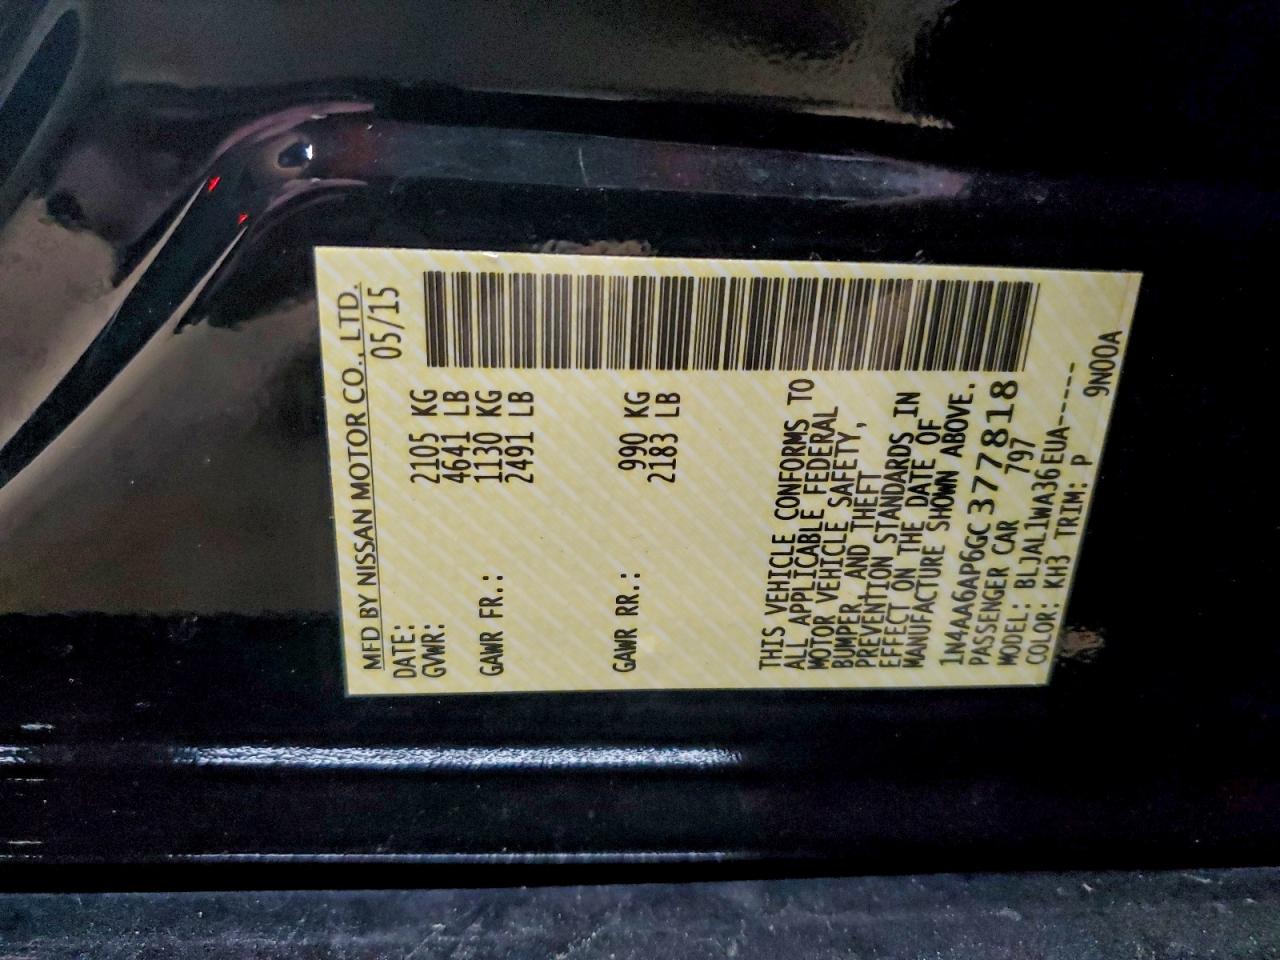 MFD BY NISSAN MOTOR CO., LTD.
DATE: 05/15
GVWR: 2105 KG
4641 LB
GAWR FR.: 1130 KG
2491 LB
GAWR RR.: 990 KG
2183 LB
THIS VEHICLE CONFORMS TO
ALL APPLICABLE FEDERAL
MOTOR VEHICLE SAFETY,
BUMPER, AND THEFT
PREVENTION STANDARDS IN
EFFECT ON THE DATE OF
MANUFACTURE SHOWN ABOVE.
1N4AA6AP6GC377818
PASSENGER CAR 797
MODEL: BLJAL1WA36EUA-----
COLOR: KH3 TRIM: P 9N00A